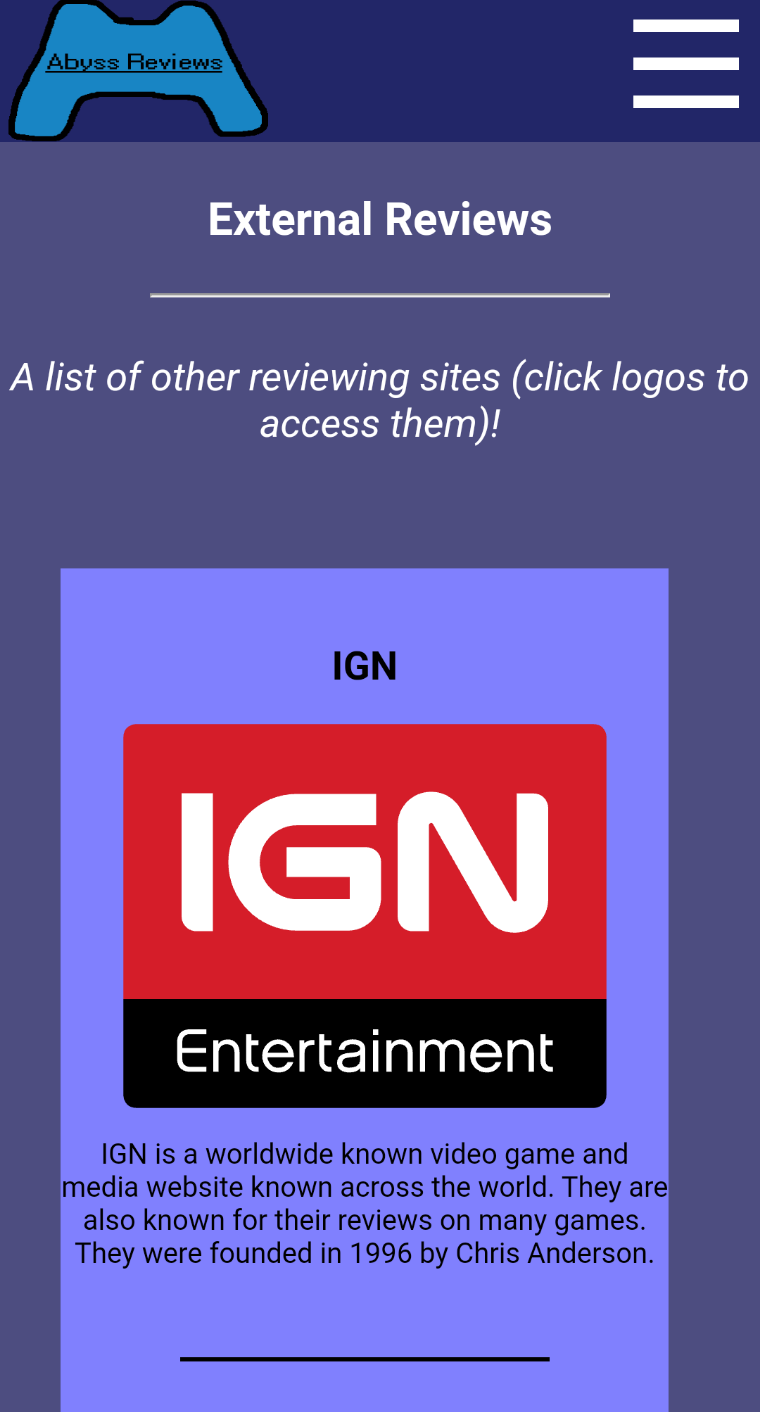 Abyss Reviews
External Reviews
A list of other reviewing sites (click logos to
access them)!
IGN
IGN
Entertainment
IGN is a worldwide known video game and
media website known across the world. They are
also known for their reviews on many games.
They were founded in 1996 by Chris Anderson.